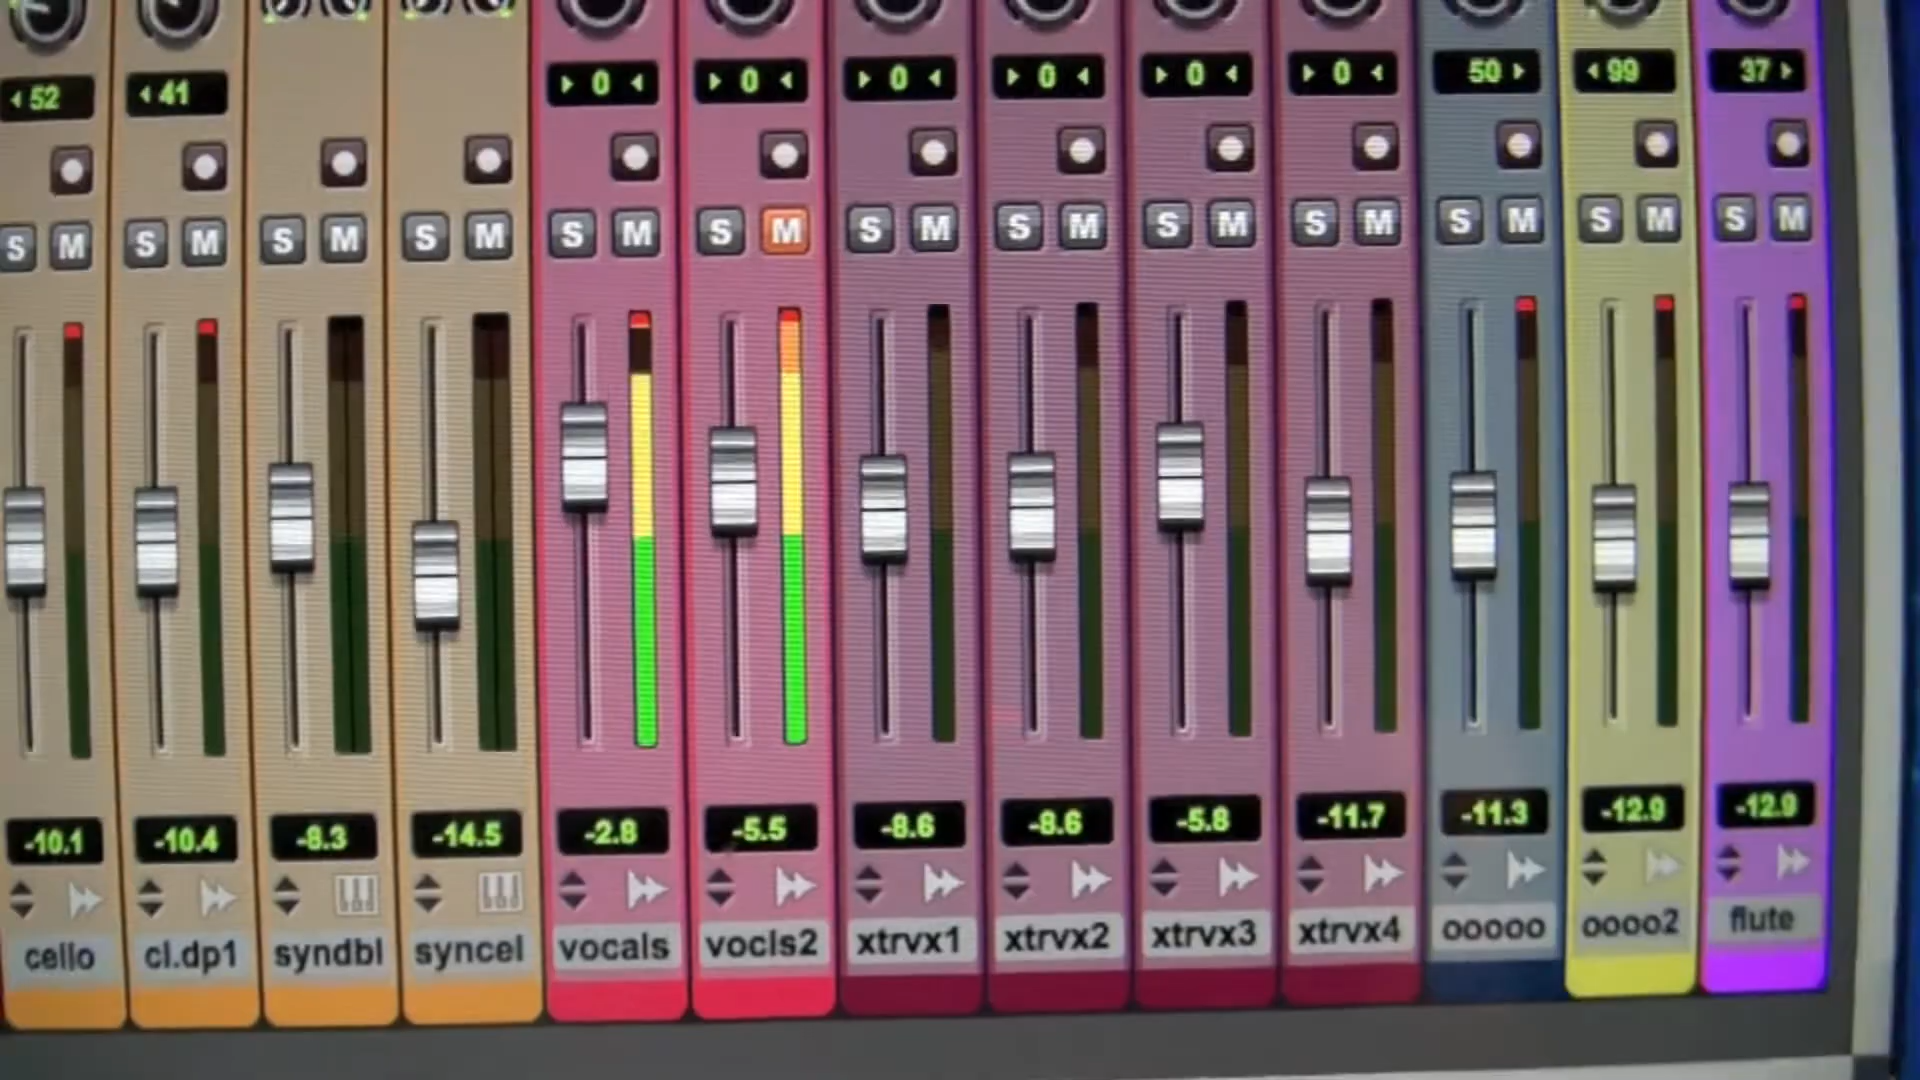 52 41 0 0 0 0 0 0 50 99 37
S M S M S M S M S M S M S M S M S M S M S M S M S M
-10.1 -10.4 -8.3 -14.5 -2.8 -5.5 -8.6 -8.6 -5.8 -11.7 -11.3 -12.9 -12.9
cello cl.dp1 syndbl syncel vocals vocls2 xtrvx1 xtrvx2 xtrvx3 xtrvx4 ooooo oooo2 flute